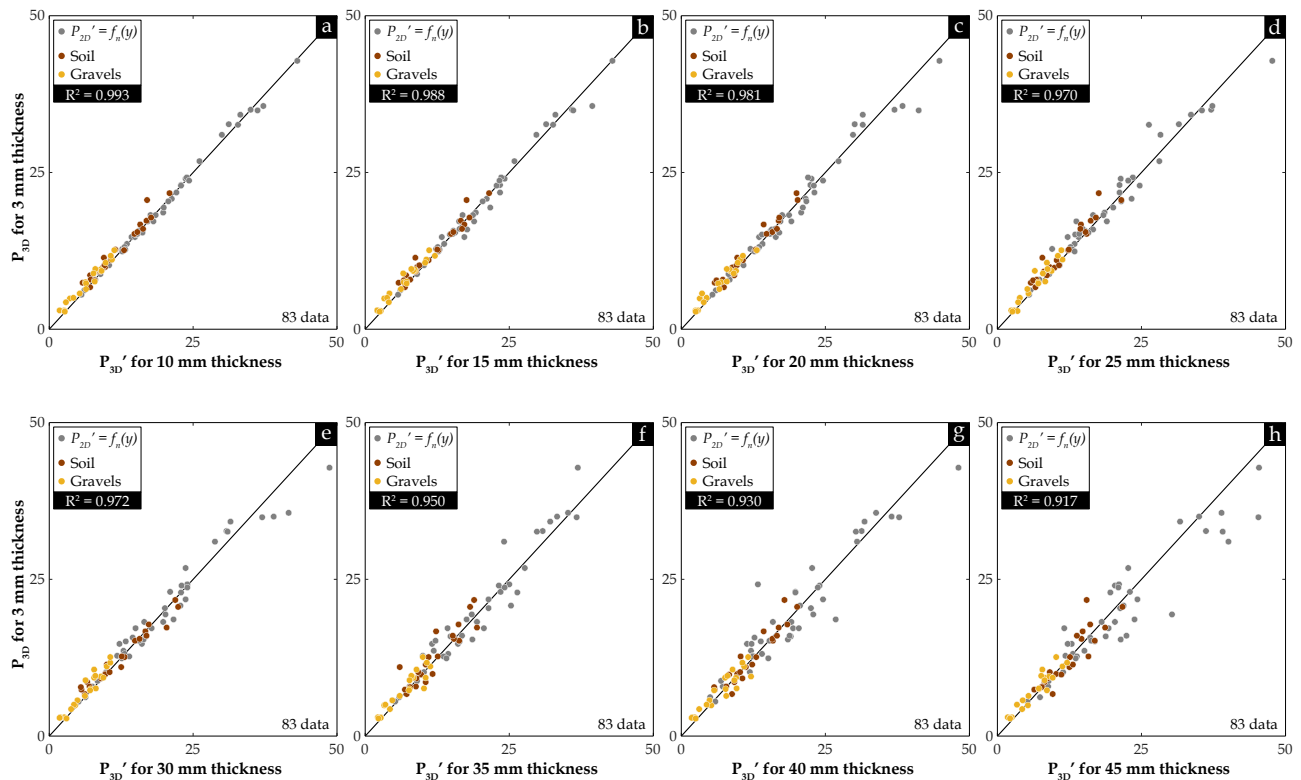 50
P2D′ = fn(y)
Soil
Gravels
R² = 0.993
a
25
0
83 data
0
25
50
P3D′ for 10 mm thickness
P3D for 3 mm thickness
P2D′ = fn(y)
Soil
Gravels
R² = 0.988
b
50
25
0
83 data
0
25
50
P3D′ for 15 mm thickness
P2D′ = fn(y)
Soil
Gravels
R² = 0.981
c
50
25
0
83 data
0
25
50
P3D′ for 20 mm thickness
P2D′ = fn(y)
Soil
Gravels
R² = 0.970
d
50
25
0
83 data
0
25
50
P3D′ for 25 mm thickness
50
P2D′ = fn(y)
Soil
Gravels
R² = 0.972
e
25
0
83 data
0
25
50
P3D′ for 30 mm thickness
P3D for 3 mm thickness
P2D′ = fn(y)
Soil
Gravels
R² = 0.950
f
50
25
0
83 data
0
25
50
P3D′ for 35 mm thickness
P2D′ = fn(y)
Soil
Gravels
R² = 0.930
g
50
25
0
83 data
0
25
50
P3D′ for 40 mm thickness
P2D′ = fn(y)
Soil
Gravels
R² = 0.917
h
50
25
0
83 data
0
25
50
P3D′ for 45 mm thickness